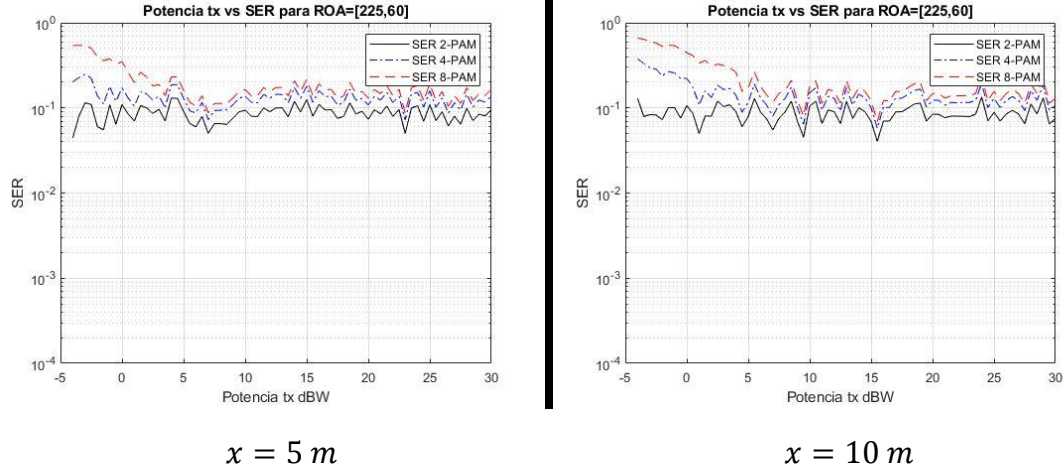 Potencia tx vs SER para ROA=[225,60]
10^0
SER 2-PAM
SER 4-PAM
SER 8-PAM
10^-1
SER
10^-2
10^-3
10^-4
-5 0 5 10 15 20 25 30
Potencia tx dBW
x = 5 m
Potencia tx vs SER para ROA=[225,60]
10^0
SER 2-PAM
SER 4-PAM
SER 8-PAM
10^-1
SER
10^-2
10^-3
10^-4
-5 0 5 10 15 20 25 30
Potencia tx dBW
x = 10 m